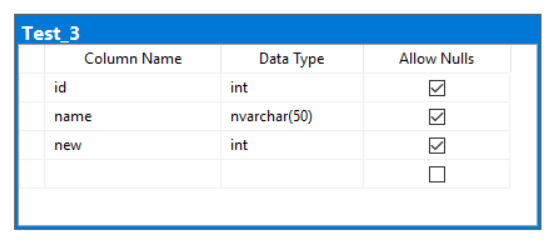 Test_3
Column Name Data Type Allow Nulls
id int
name nvarchar(50)
new int